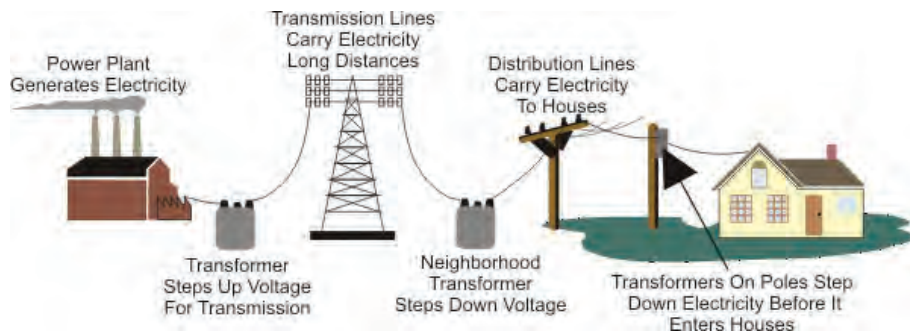 Power Plant
Generates Electricity
Transmission Lines
Carry Electricity
Long Distances
Distribution Lines
Carry Electricity
To Houses
Transformer
Steps Up Voltage
For Transmission
Neighborhood
Transformer
Steps Down Voltage
Transformers On Poles Step
Down Electricity Before It
Enters Houses